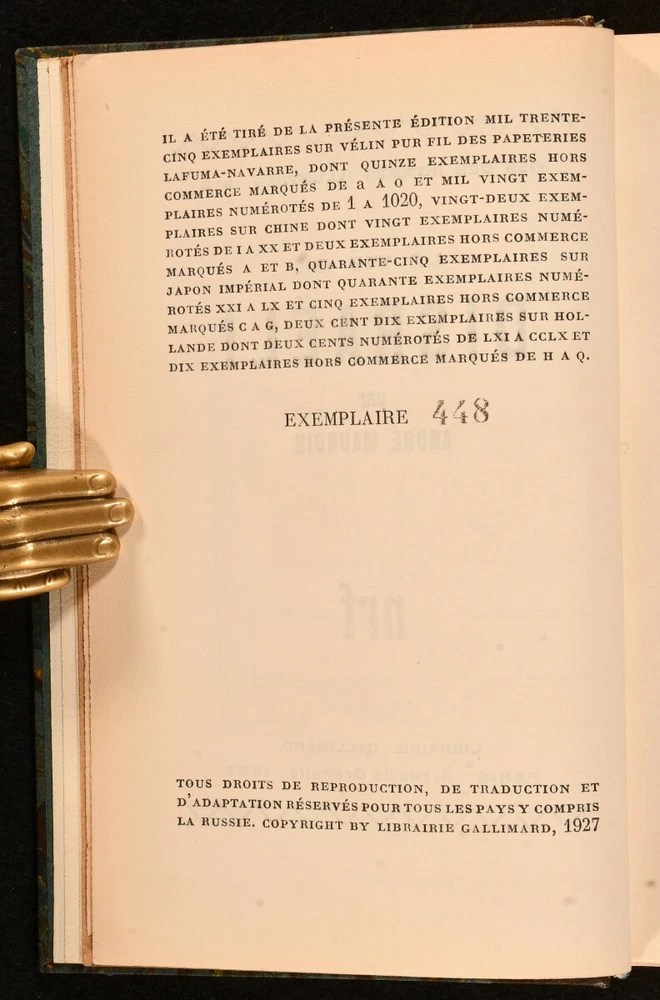 IL A ÉTÉ TIRÉ DE LA PRÉSENTE ÉDITION MIL TRENTE-
CINQ EXEMPLAIRES SUR VÉLIN PUR FIL DES PAPETERIES
LAFUMA-NAVARRE, DONT QUINZE EXEMPLAIRES HORS
COMMERCE MARQUÉS DE a A O ET MIL VINGT EXEM-
PLAIRES NUMÉROTÉS DE 1 A 1020, VINGT-DEUX EXEM-
PLAIRES SUR CHINE DONT VINGT EXEMPLAIRES NUMÉ-
ROTÉS DE I A XX ET DEUX EXEMPLAIRES HORS COMMERCE
MARQUÉS A ET B, QUARANTE-CINQ EXEMPLAIRES SUR
JAPON IMPÉRIAL DONT QUARANTE EXEMPLAIRES NUMÉ-
ROTÉS XXI A LX ET CINQ EXEMPLAIRES HORS COMMERCE
MARQUÉS C A G, DEUX CENT DIX EXEMPLAIRES SUR HOL-
LANDE DONT DEUX CENTS NUMÉROTÉS DE LXI A CCLX ET
DIX EXEMPLAIRES HORS COMMERCE MARQUÉS DE H A Q.
EXEMPLAIRE 448
ANDRÉ MAUROIS
nrf
LIBRAIRIE GALLIMARD
TOUS DROITS DE REPRODUCTION, DE TRADUCTION ET
D'ADAPTATION RÉSERVÉS POUR TOUS LES PAYS Y COMPRIS
LA RUSSIE. COPYRIGHT BY LIBRAIRIE GALLIMARD, 1927